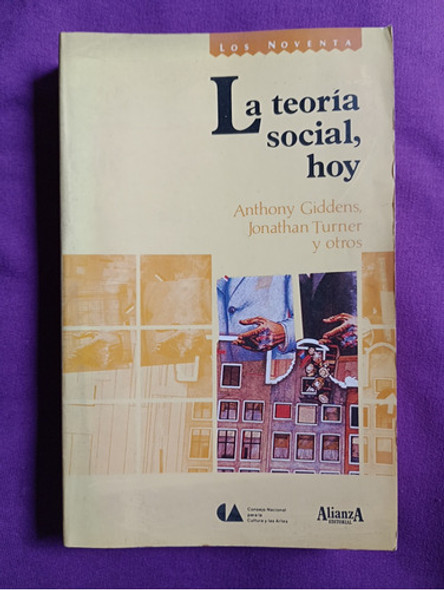 LOS NOVENTA
La teoría
social,
hoy
Anthony Giddens,
Jonathan Turner
y otros
CA
Consejo Nacional
para la
Cultura y las Artes
AlianzA
EDITORIAL